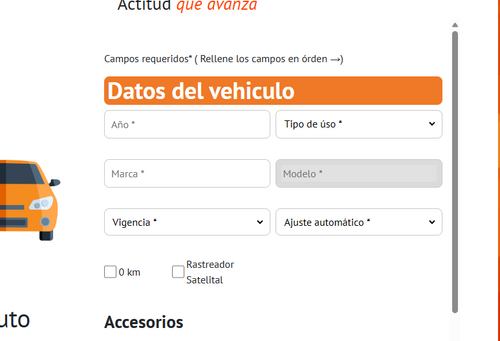 Actitud que avanza
Campos requeridos* ( Rellene los campos en órden →)
Datos del vehiculo
Año *
Tipo de úso *
Marca *
Modelo *
Vigencia *
Ajuste automático *
0 km
Rastreador
Satelital
uto
Accesorios